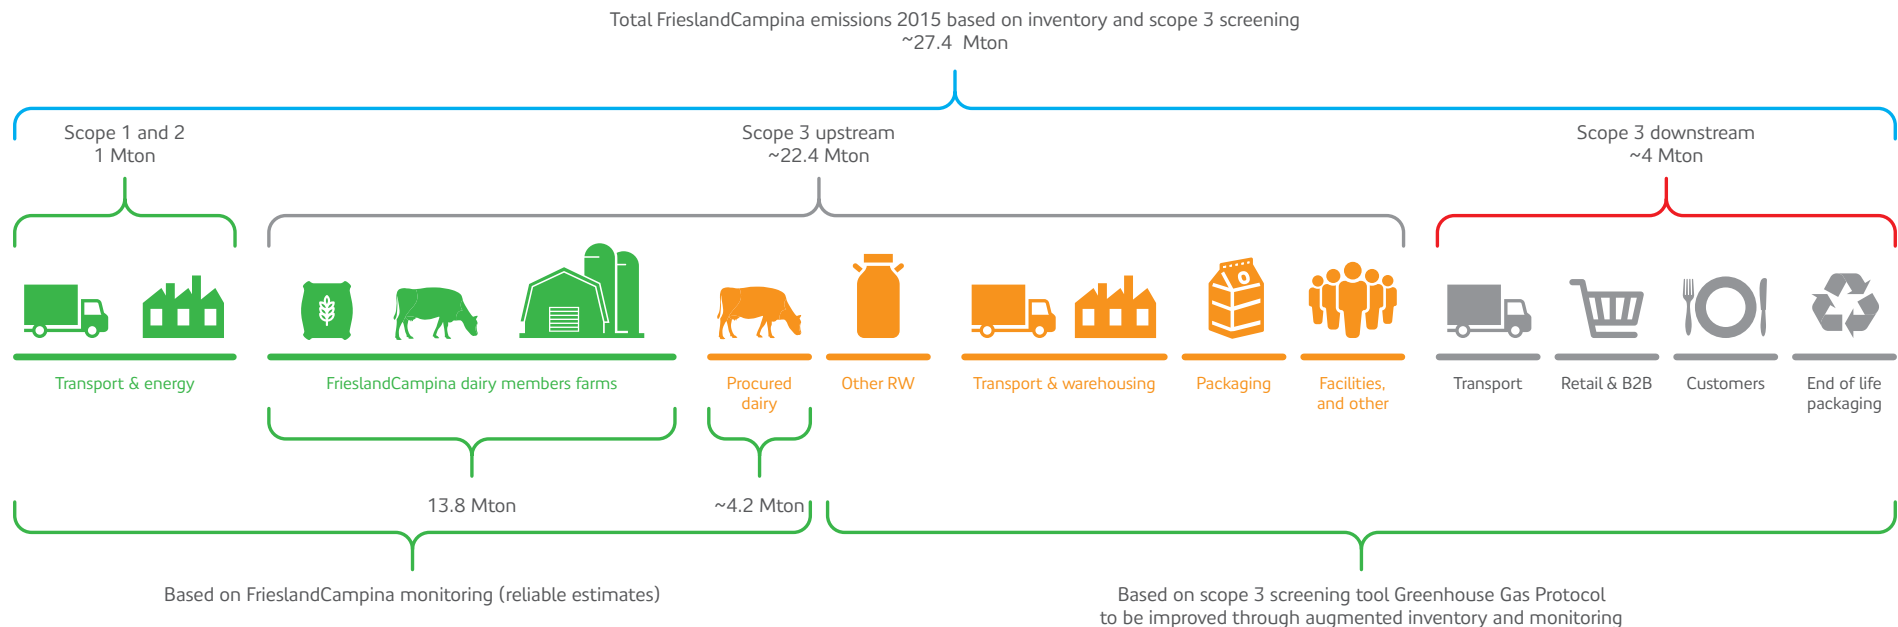 Total FrieslandCampina emissions 2015 based on inventory and scope 3 screening
~27.4 Mton
Scope 1 and 2
1 Mton
Scope 3 upstream
~22.4 Mton
Scope 3 downstream
~4 Mton
Transport & energy
FrieslandCampina dairy members farms
Procured
dairy
Other RW
Transport & warehousing
Packaging
Facilities,
and other
Transport
Retail & B2B
Customers
End of life
packaging
13.8 Mton
~4.2 Mton
Based on FrieslandCampina monitoring (reliable estimates)
Based on scope 3 screening tool Greenhouse Gas Protocol
to be improved through augmented inventory and monitoring